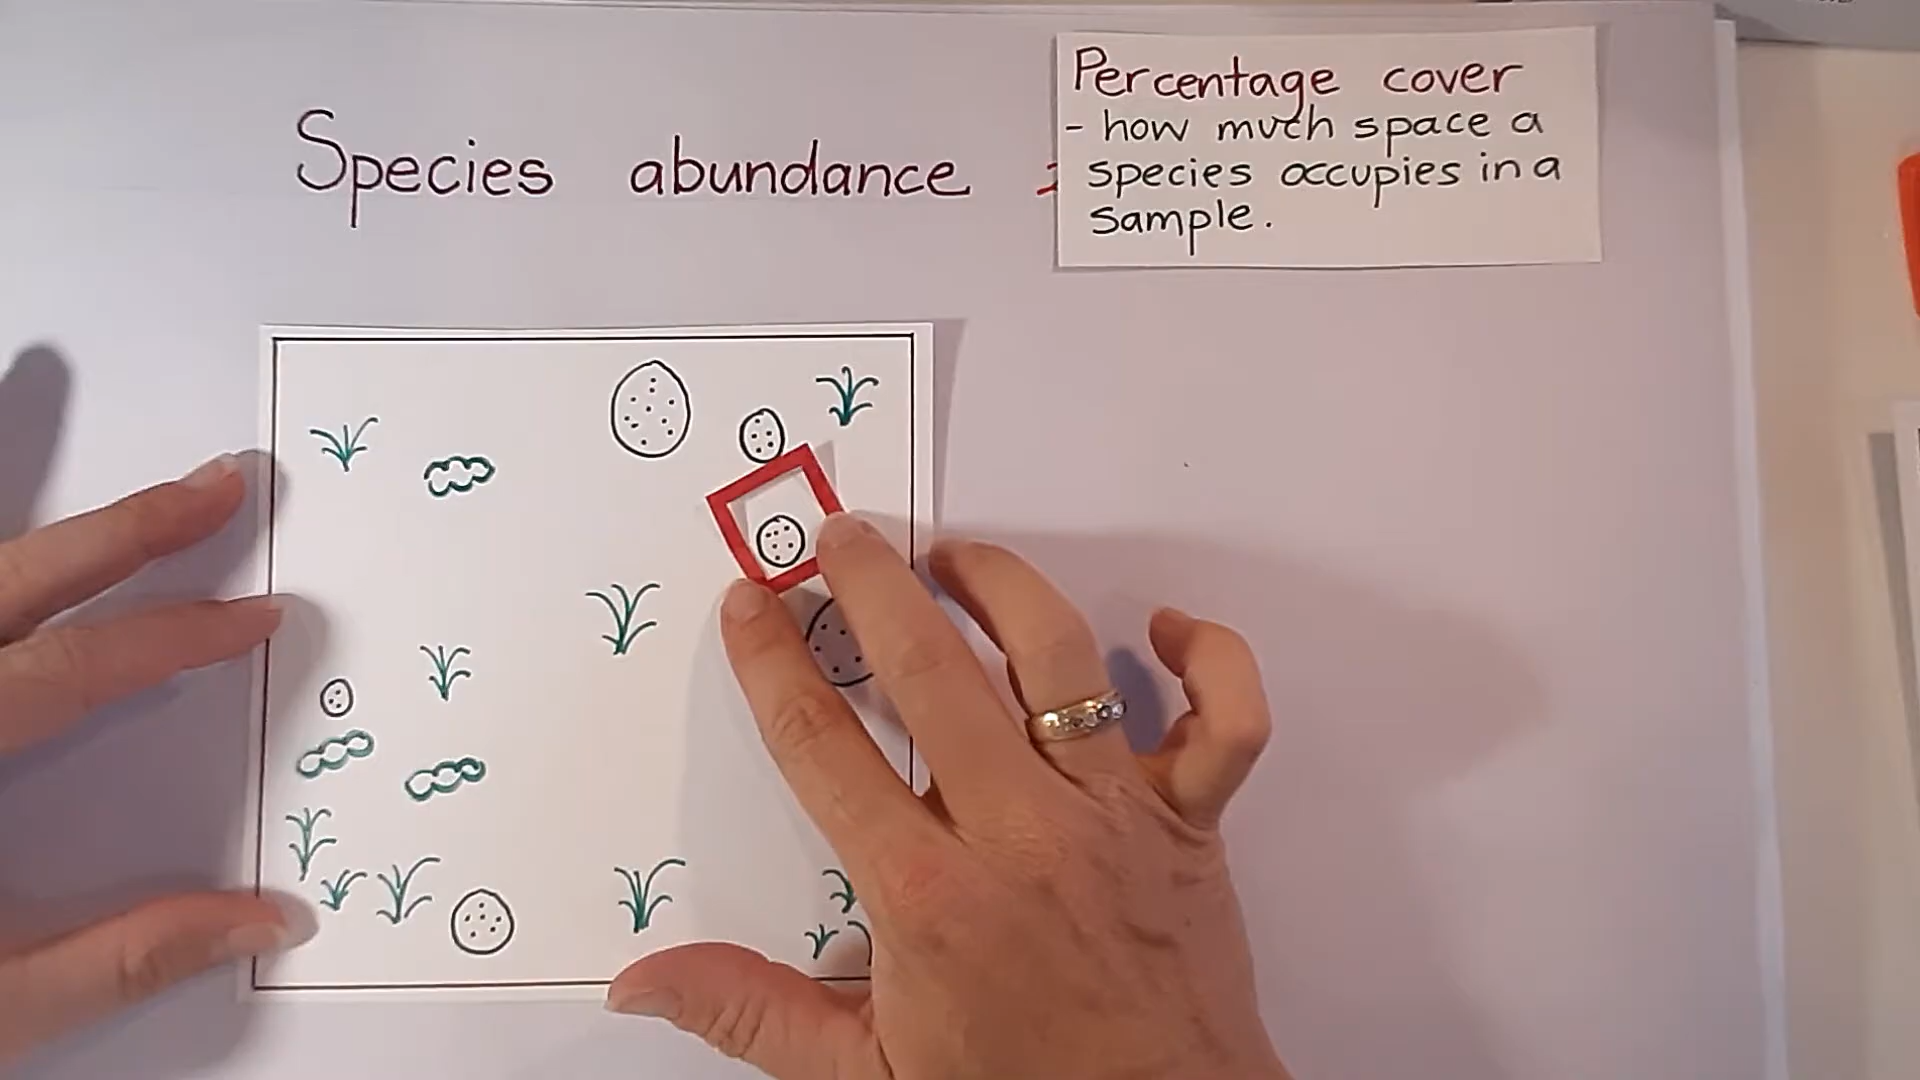 Species abundance
Percentage cover
- how much space a
species occupies in a
sample.